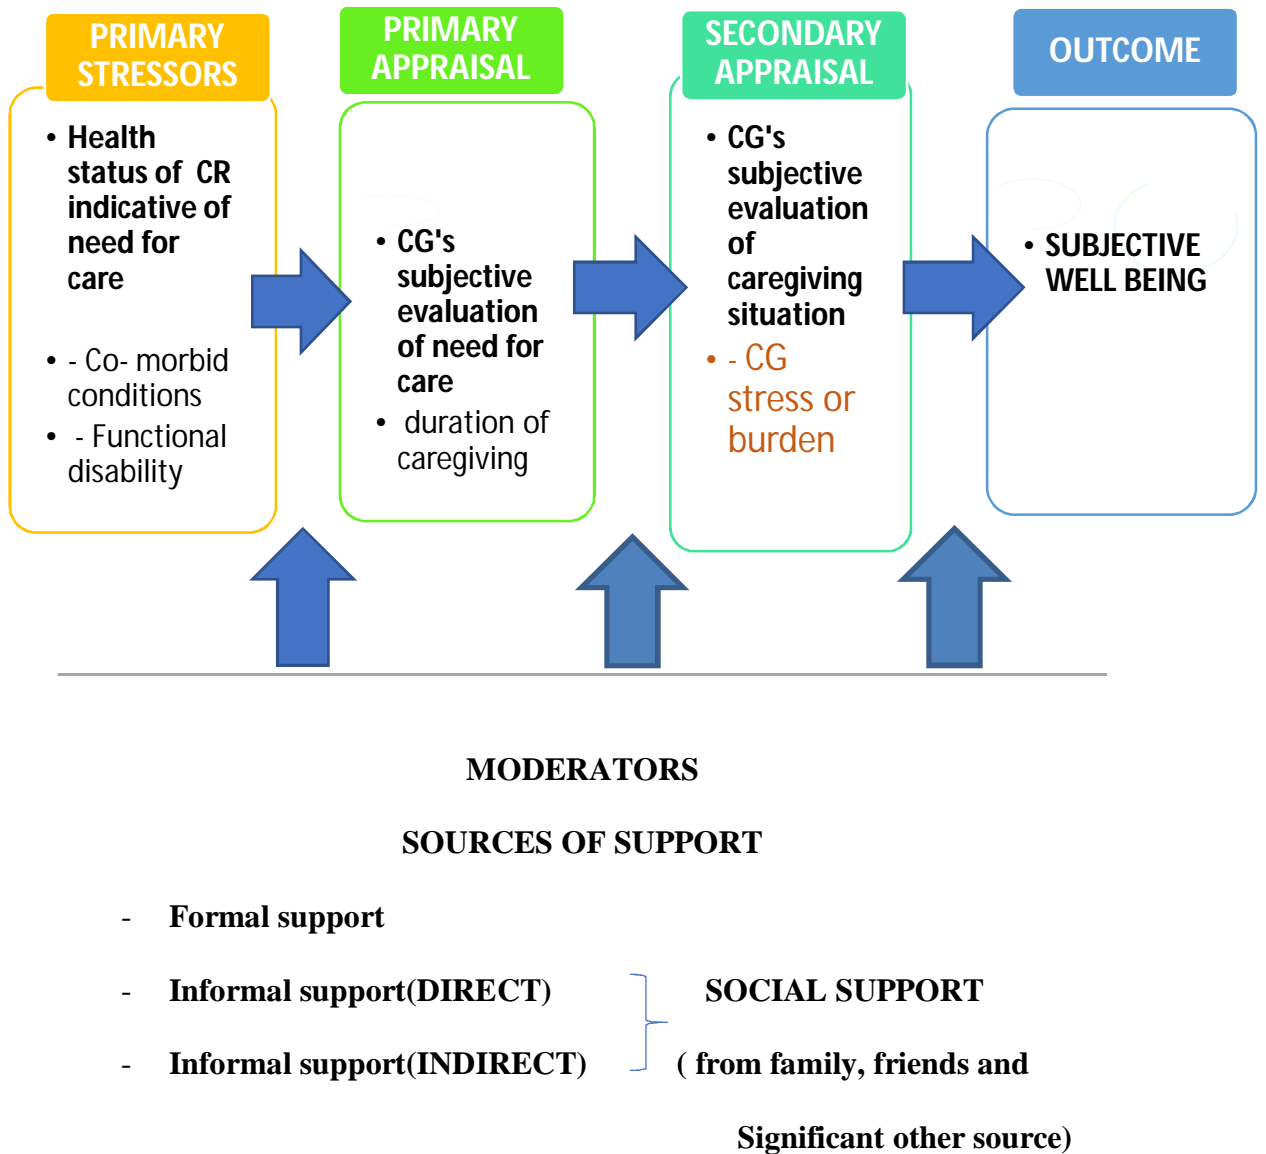 PRIMARY
STRESSORS
• Health
status of CR
indicative of
need for
care
• - Co- morbid
conditions
• - Functional
disability
PRIMARY
APPRAISAL
• CG's
subjective
evaluation
of need for
care
• duration of
caregiving
SECONDARY
APPRAISAL
• CG's
subjective
evaluation
of
caregiving
situation
• - CG
stress or
burden
OUTCOME
• SUBJECTIVE
WELL BEING
MODERATORS
SOURCES OF SUPPORT
- Formal support
- Informal support(DIRECT) SOCIAL SUPPORT
- Informal support(INDIRECT) ( from family, friends and
Significant other source)